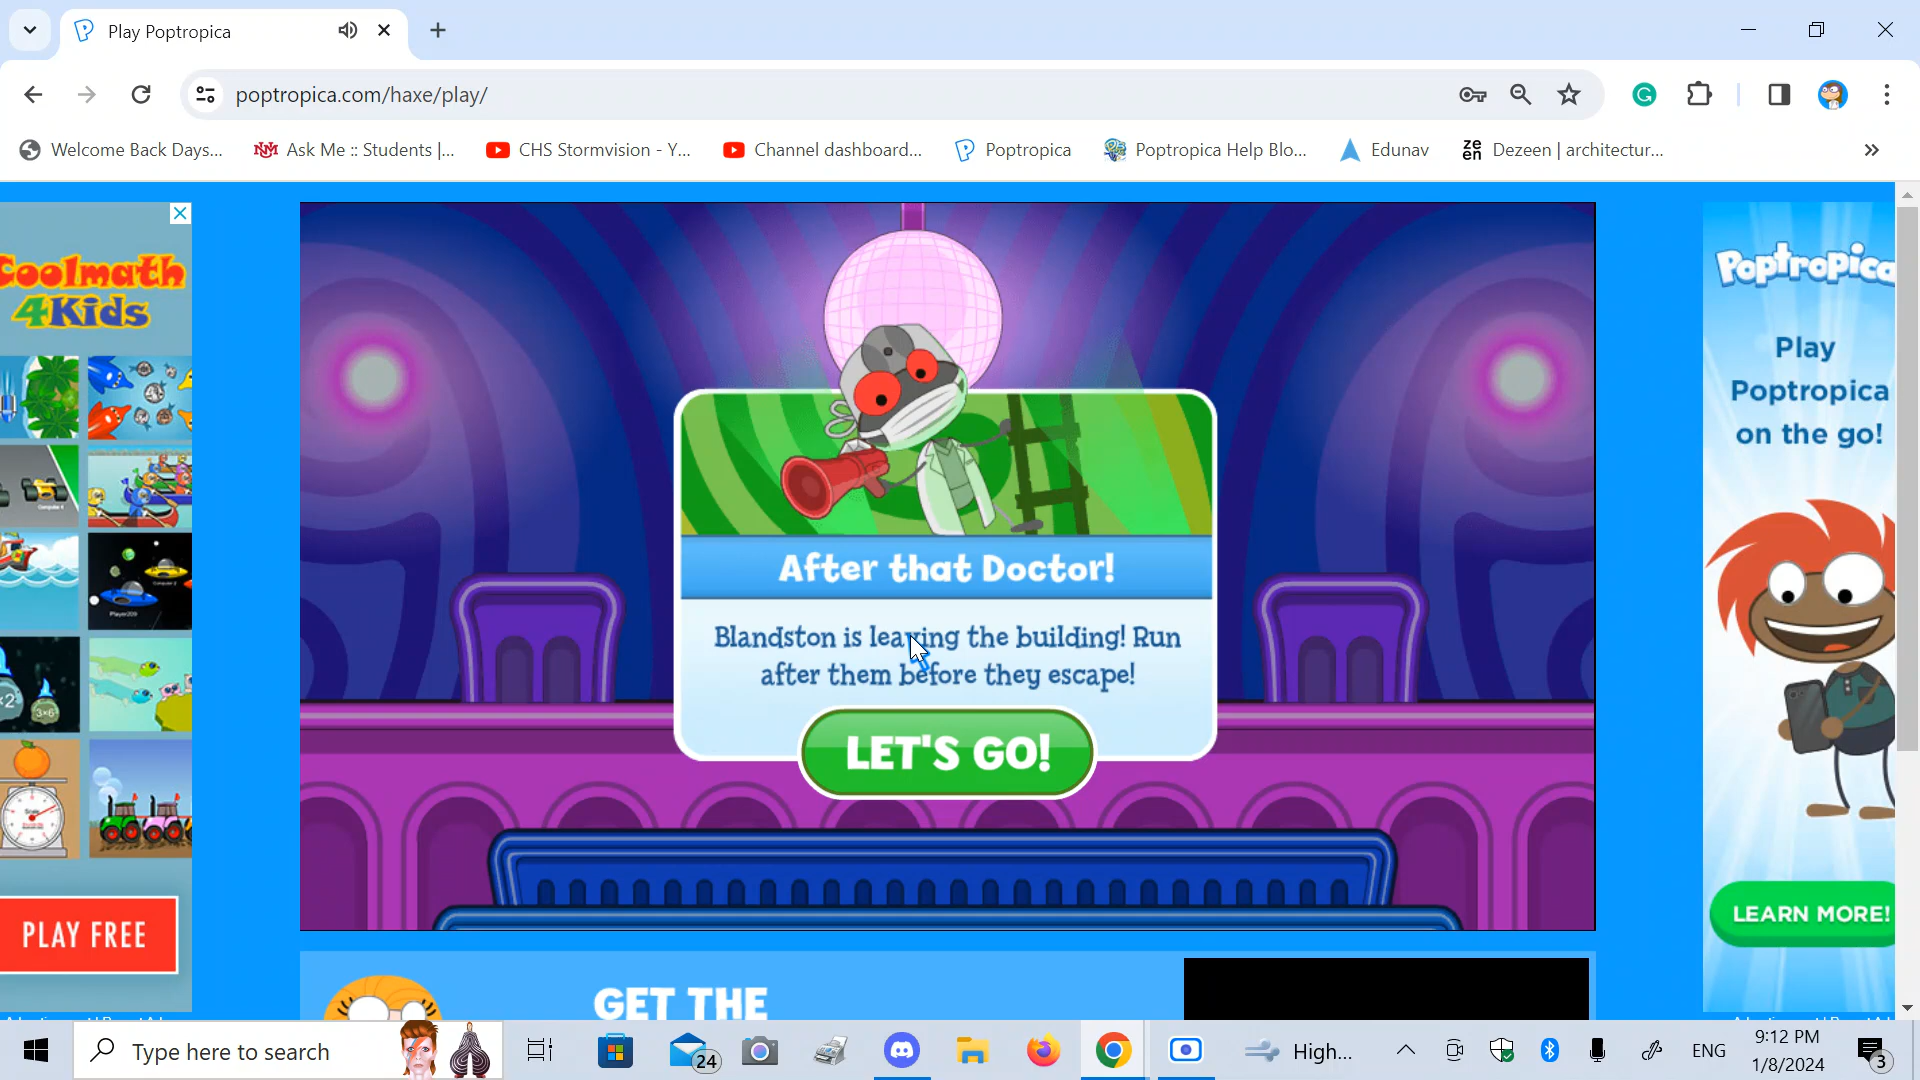 Play Poptropica
poptropica.com/haxe/play/
Welcome Back Days...
Ask Me :: Students |...
CHS Stormvision - Y...
Channel dashboard...
Poptropica
Poptropica Help Blo...
Edunav
ze
en
Dezeen | architectur...
Coolmath
4Kids
PLAY FREE
After that Doctor!
Blandston is leaving the building! Run
after them before they escape!
LET'S GO!
GET THE
Poptropica
Play
Poptropica
on the go!
LEARN MORE!
Type here to search
24
High...
ENG
9:12 PM
1/8/2024
3